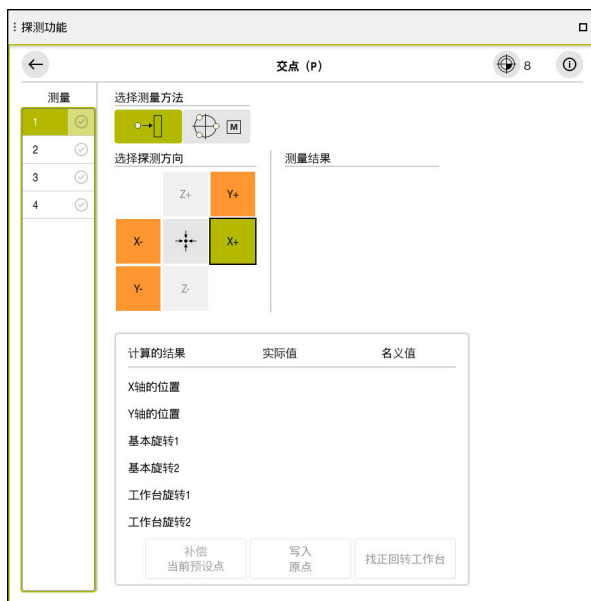 探测功能
交点 (P)
8
测量
选择测量方法
1
M
2
选择探测方向
测量结果
3
4
Z+
Y+
X-
X+
Y-
Z-
计算的结果 实际值 名义值
X轴的位置
Y轴的位置
基本旋转1
基本旋转2
工作台旋转1
工作台旋转2
补偿
当前预设点
写入
原点
找正回转工作台